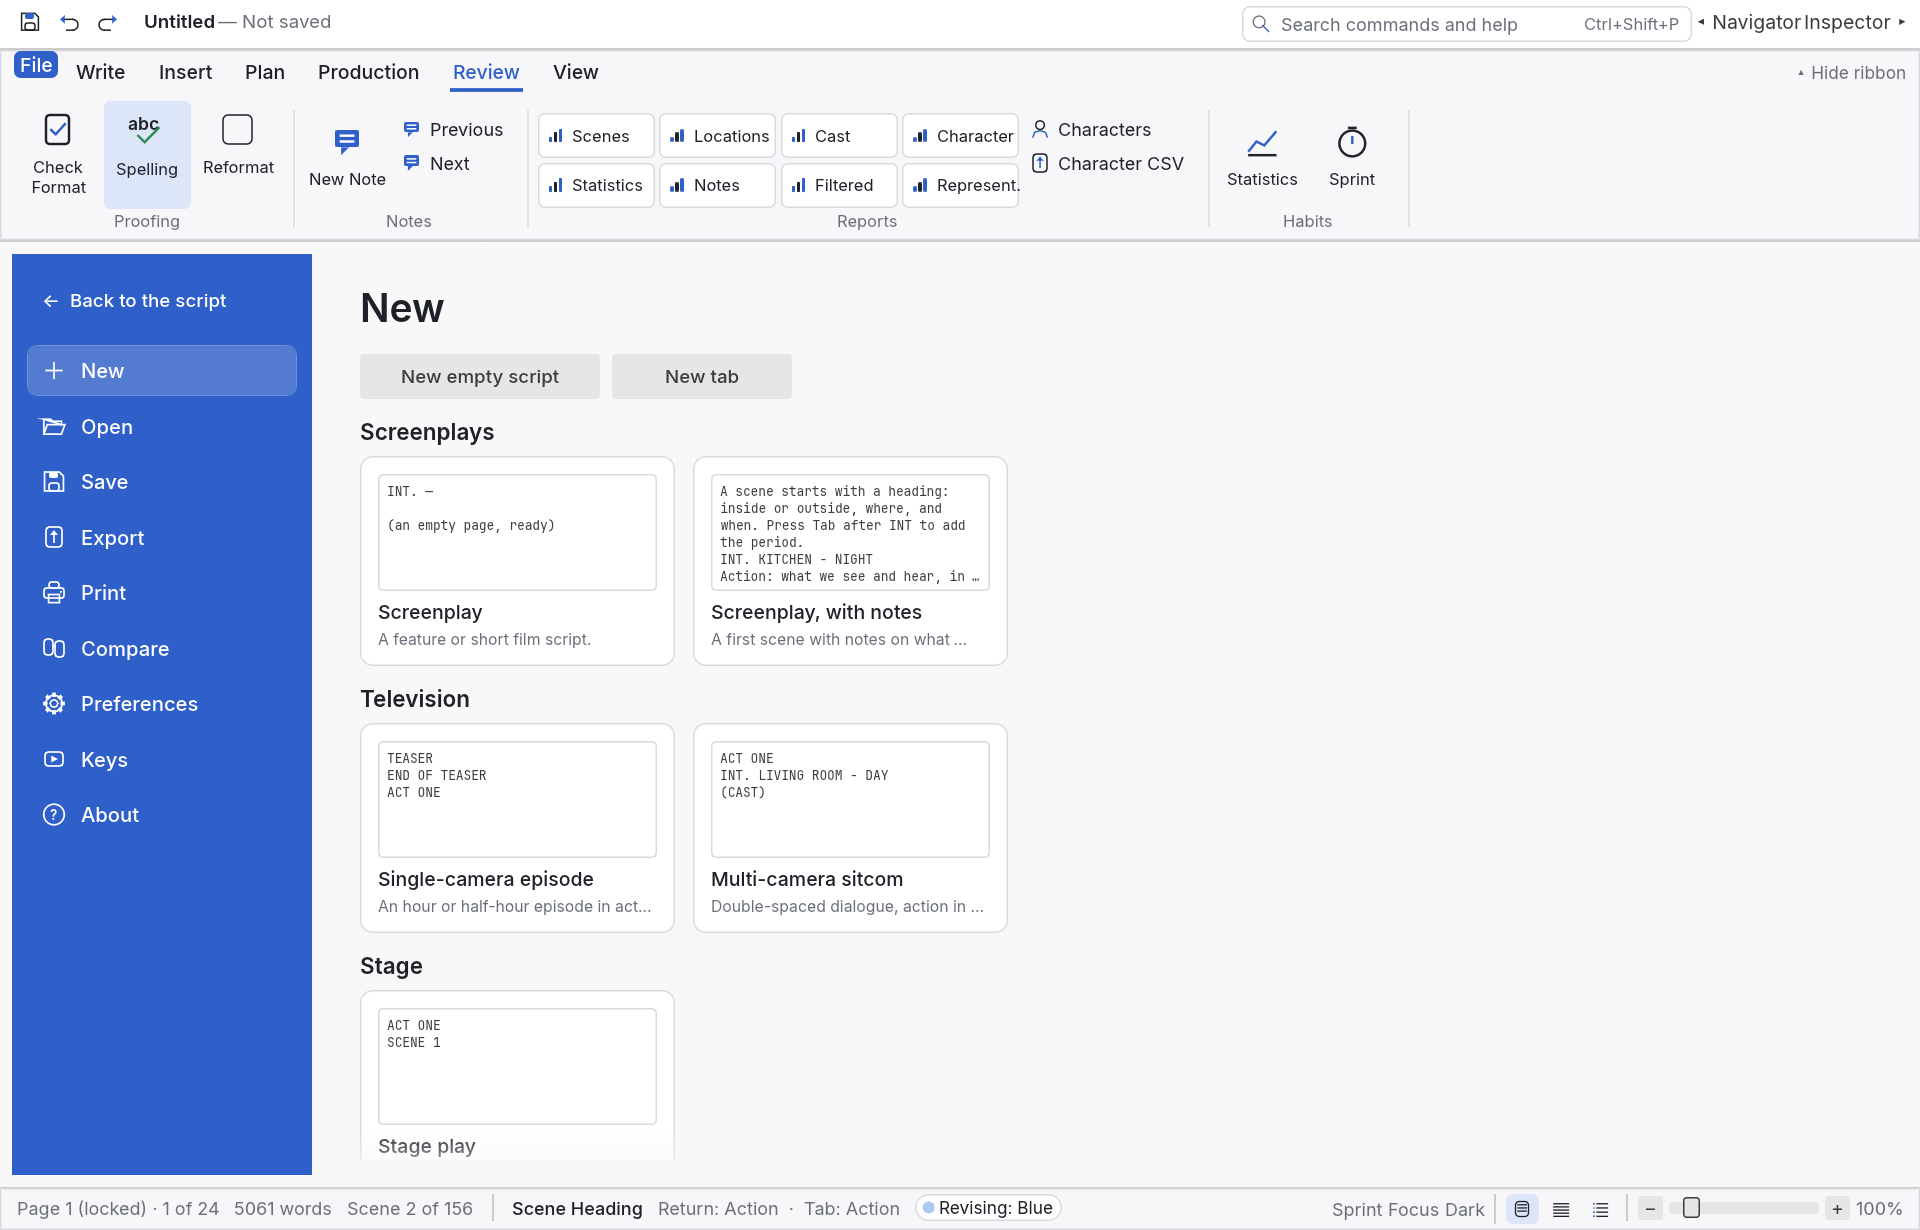 Untitled — Not saved
Search commands and help Ctrl+Shift+P
Navigator Inspector
File Write Insert Plan Production Review View
Hide ribbon
Check Format
abc
Spelling
Reformat
Proofing
New Note
Previous
Next
Notes
Scenes Locations Cast Character
Statistics Notes Filtered Represent.
Characters
Character CSV
Reports
Statistics Sprint
Habits
Back to the script
New
Open
Save
Export
Print
Compare
Preferences
Keys
About
New
New empty script New tab
Screenplays
INT. —
(an empty page, ready)
Screenplay
A feature or short film script.
A scene starts with a heading:
inside or outside, where, and
when. Press Tab after INT to add
the period.
INT. KITCHEN - NIGHT
Action: what we see and hear, in …
Screenplay, with notes
A first scene with notes on what …
Television
TEASER
END OF TEASER
ACT ONE
Single-camera episode
An hour or half-hour episode in act…
ACT ONE
INT. LIVING ROOM - DAY
(CAST)
Multi-camera sitcom
Double-spaced dialogue, action in …
Stage
ACT ONE
SCENE 1
Stage play
Page 1 (locked) · 1 of 24 5061 words Scene 2 of 156 Scene Heading Return: Action · Tab: Action Revising: Blue Sprint Focus Dark − + 100%